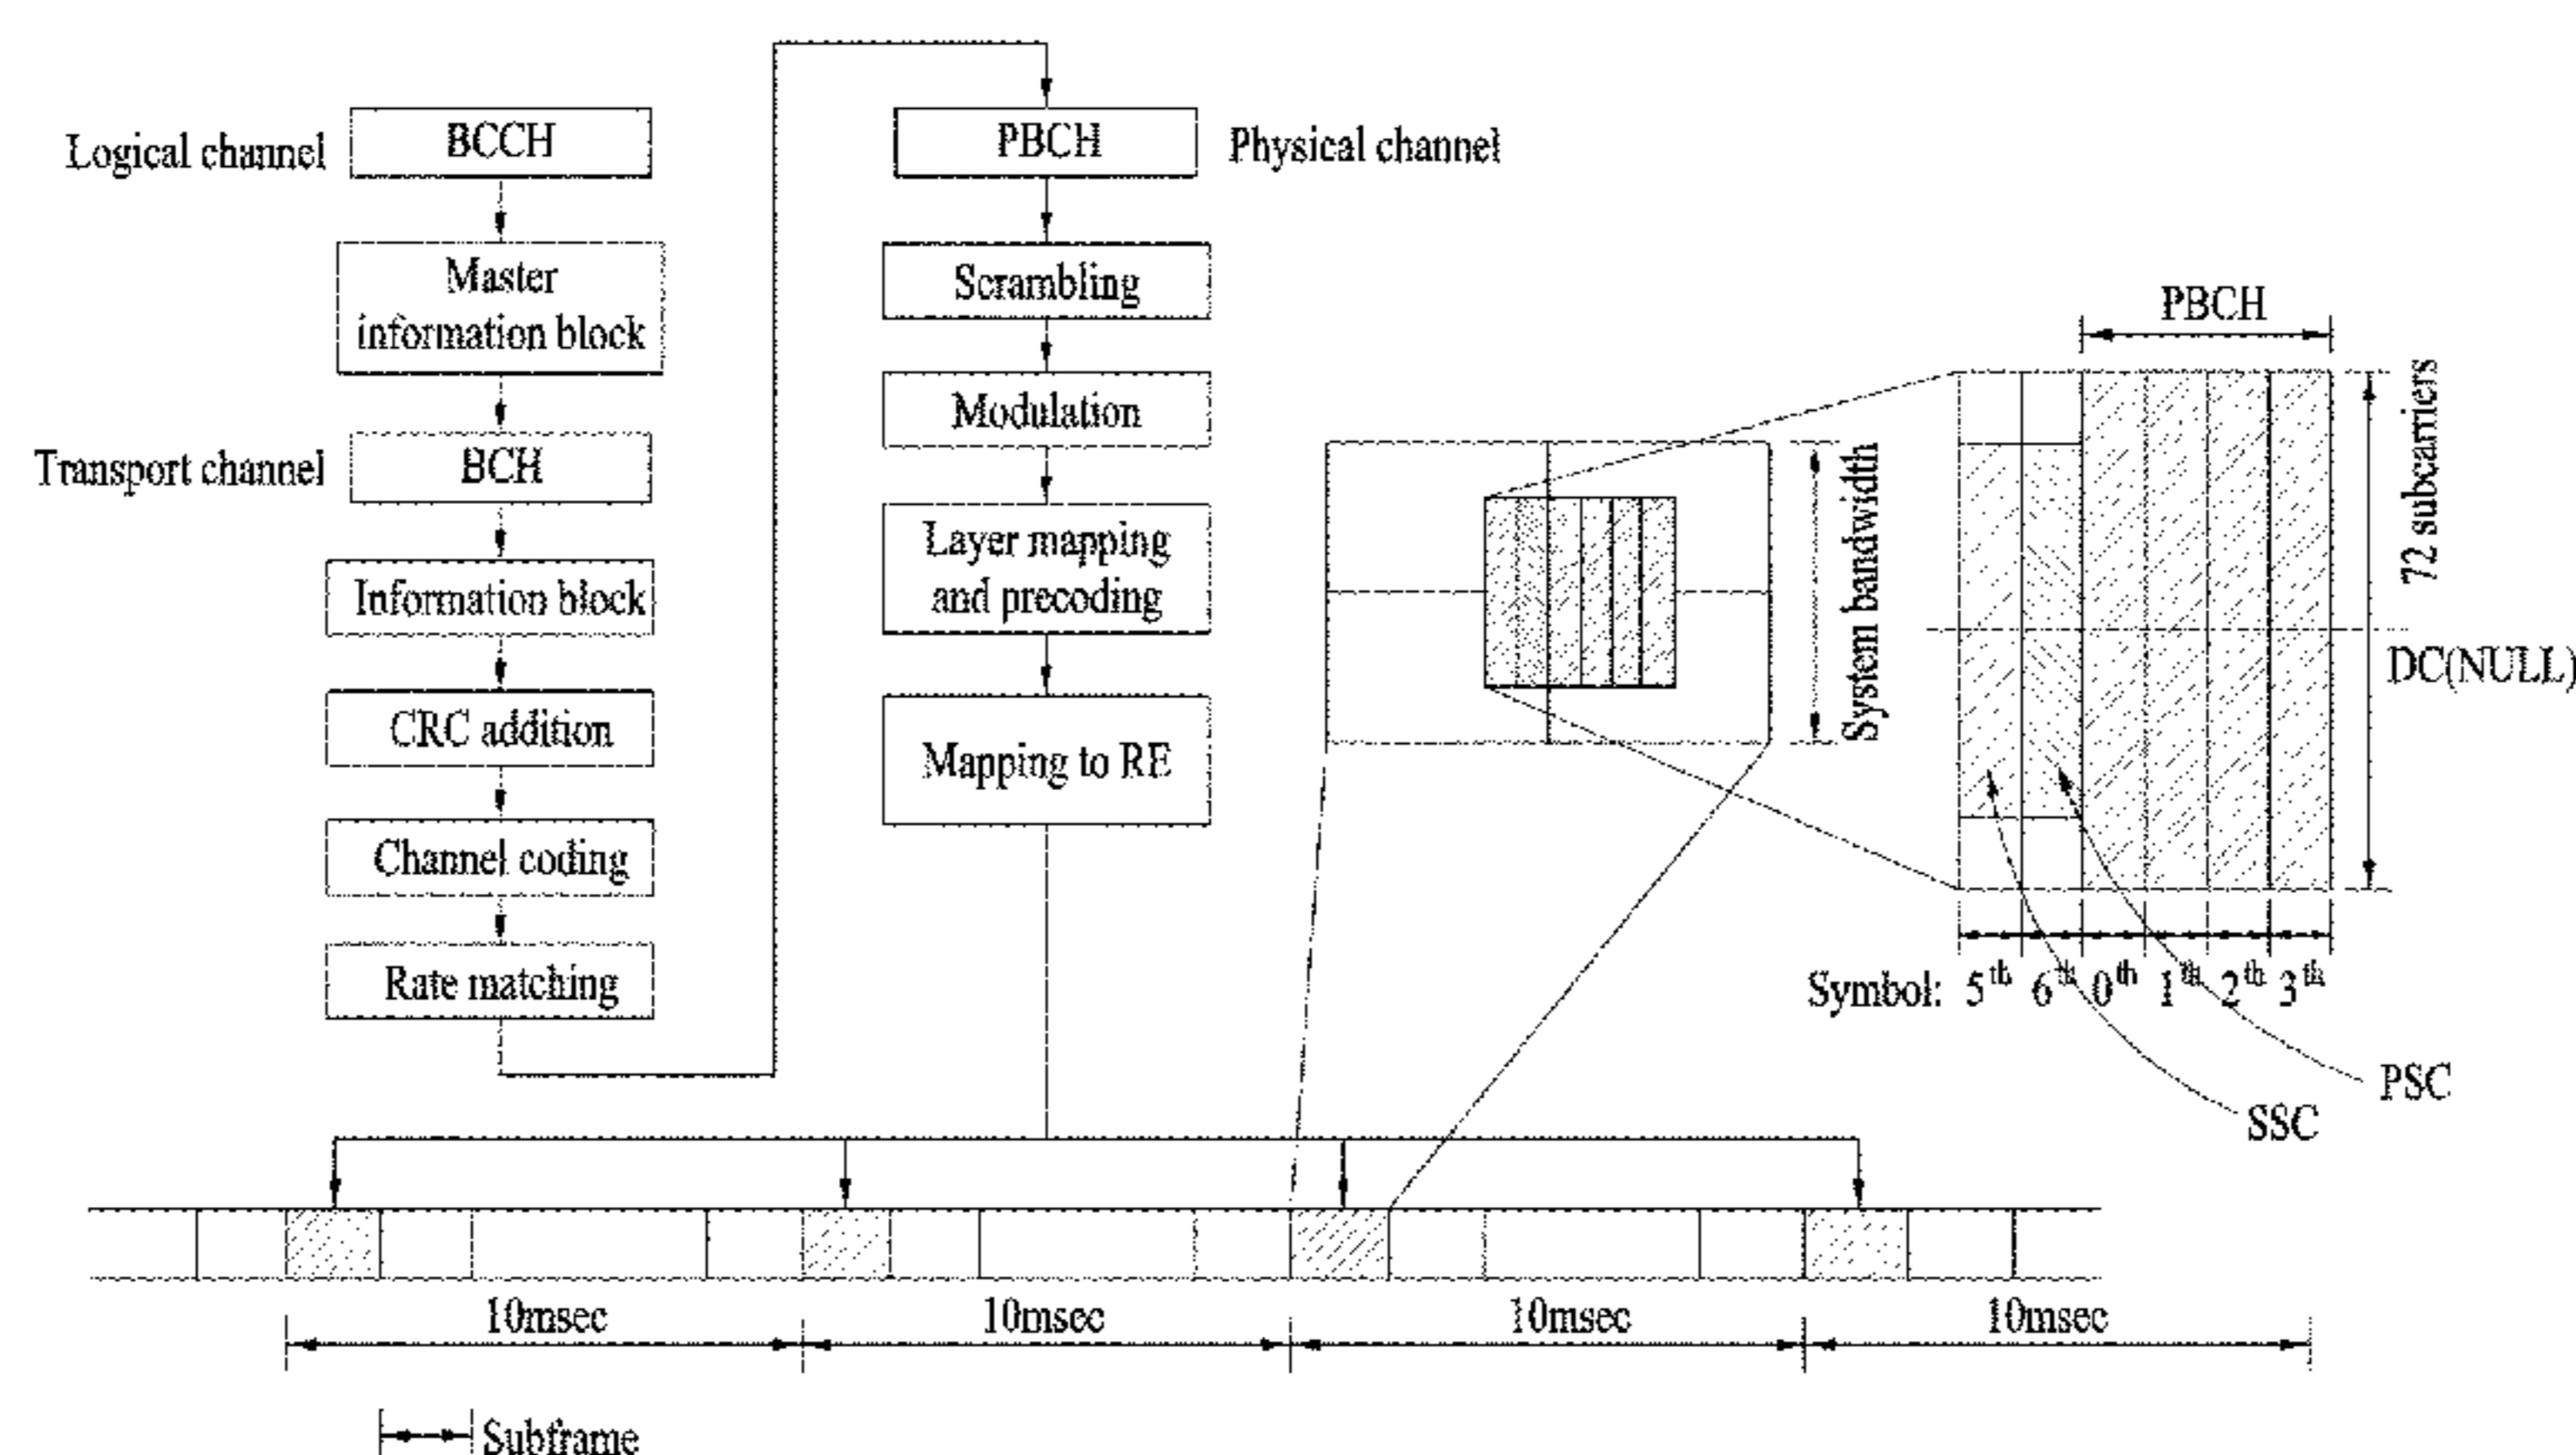 Logical channel
BCCH
Master
information block
Transport channel
BCH
Information block
CRC addition
Channel coding
Rate matching
PBCH
Physical channel
Scrambling
Modulation
Layer mapping
and precoding
Mapping to RE
System bandwidth
PBCH
72 subcarriers
DC(NULL)
Symbol: 5th 6th 0th 1th 2th 3th
PSC
SSC
10msec 10msec 10msec 10msec
Subframe